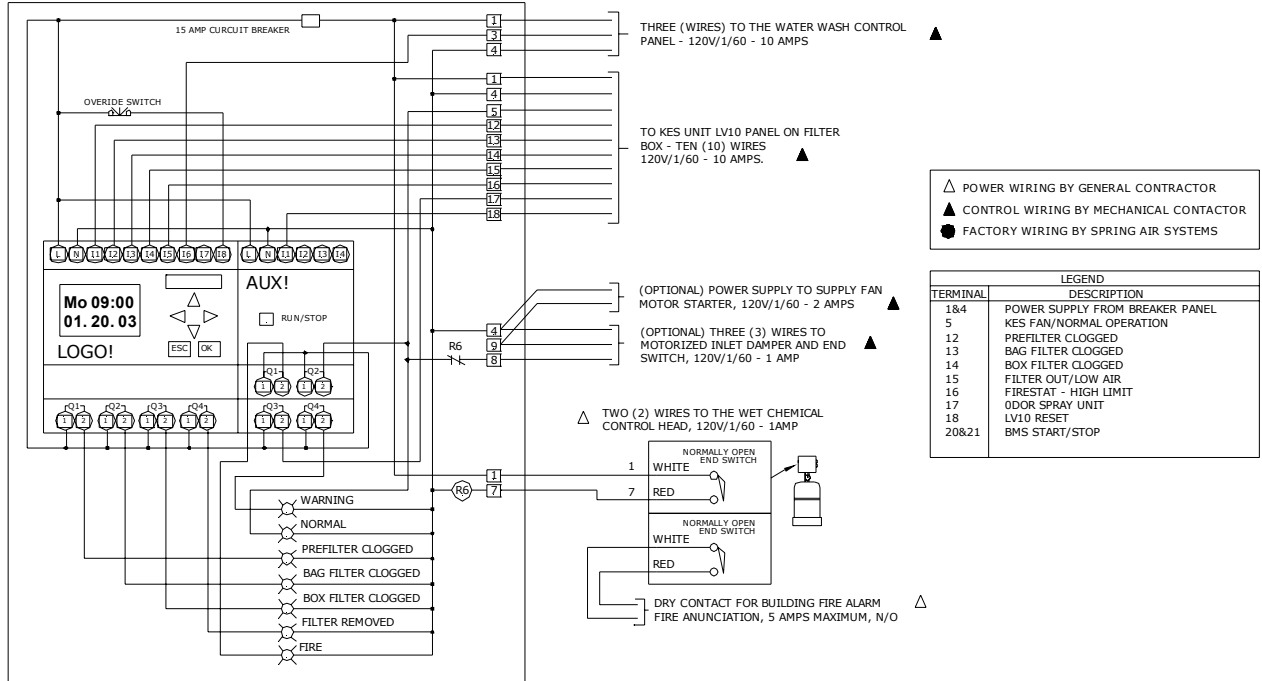 15 AMP CURCUIT BREAKER
1
3
4
THREE (WIRES) TO THE WATER WASH CONTROL
PANEL - 120V/1/60 - 10 AMPS
OVERIDE SWITCH
1
4
5
12
13
14
15
16
17
18
TO KES UNIT LV10 PANEL ON FILTER
BOX - TEN (10) WIRES
120V/1/60 - 10 AMPS.
POWER WIRING BY GENERAL CONTRACTOR
CONTROL WIRING BY MECHANICAL CONTACTOR
FACTORY WIRING BY SPRING AIR SYSTEMS
L N I1 I2 I3 I4 I5 I6 I7 I8
L N I1 I2 I3 I4
Mo 09:00
01. 20. 03
LOGO!
ESC OK
AUX!
RUN/STOP
Q1 Q2
1 2 1 2
Q1 Q2 Q3 Q4
1 2 1 2 1 2 1 2
Q3 Q4
1 2 1 2
R6
4
9
8
(OPTIONAL) POWER SUPPLY TO SUPPLY FAN
MOTOR STARTER, 120V/1/60 - 2 AMPS
(OPTIONAL) THREE (3) WIRES TO
MOTORIZED INLET DAMPER AND END
SWITCH, 120V/1/60 - 1 AMP
LEGEND
TERMINAL DESCRIPTION
1&4 POWER SUPPLY FROM BREAKER PANEL
5 KES FAN/NORMAL OPERATION
12 PREFILTER CLOGGED
13 BAG FILTER CLOGGED
14 BOX FILTER CLOGGED
15 FILTER OUT/LOW AIR
16 FIRESTAT - HIGH LIMIT
17 0DOR SPRAY UNIT
18 LV10 RESET
20&21 BMS START/STOP
TWO (2) WIRES TO THE WET CHEMICAL
CONTROL HEAD, 120V/1/60 - 1AMP
1
R6 7
1 WHITE
7 RED
NORMALLY OPEN
END SWITCH
NORMALLY OPEN
END SWITCH
WHITE
RED
DRY CONTACT FOR BUILDING FIRE ALARM
FIRE ANUNCIATION, 5 AMPS MAXIMUM, N/O
WARNING
NORMAL
PREFILTER CLOGGED
BAG FILTER CLOGGED
BOX FILTER CLOGGED
FILTER REMOVED
FIRE